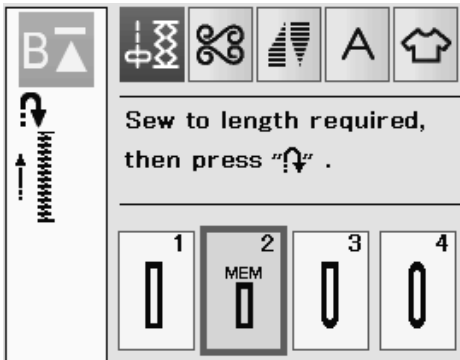 B
A
Sew to length required,
then press "↷" .
1
2
3
4
MEM